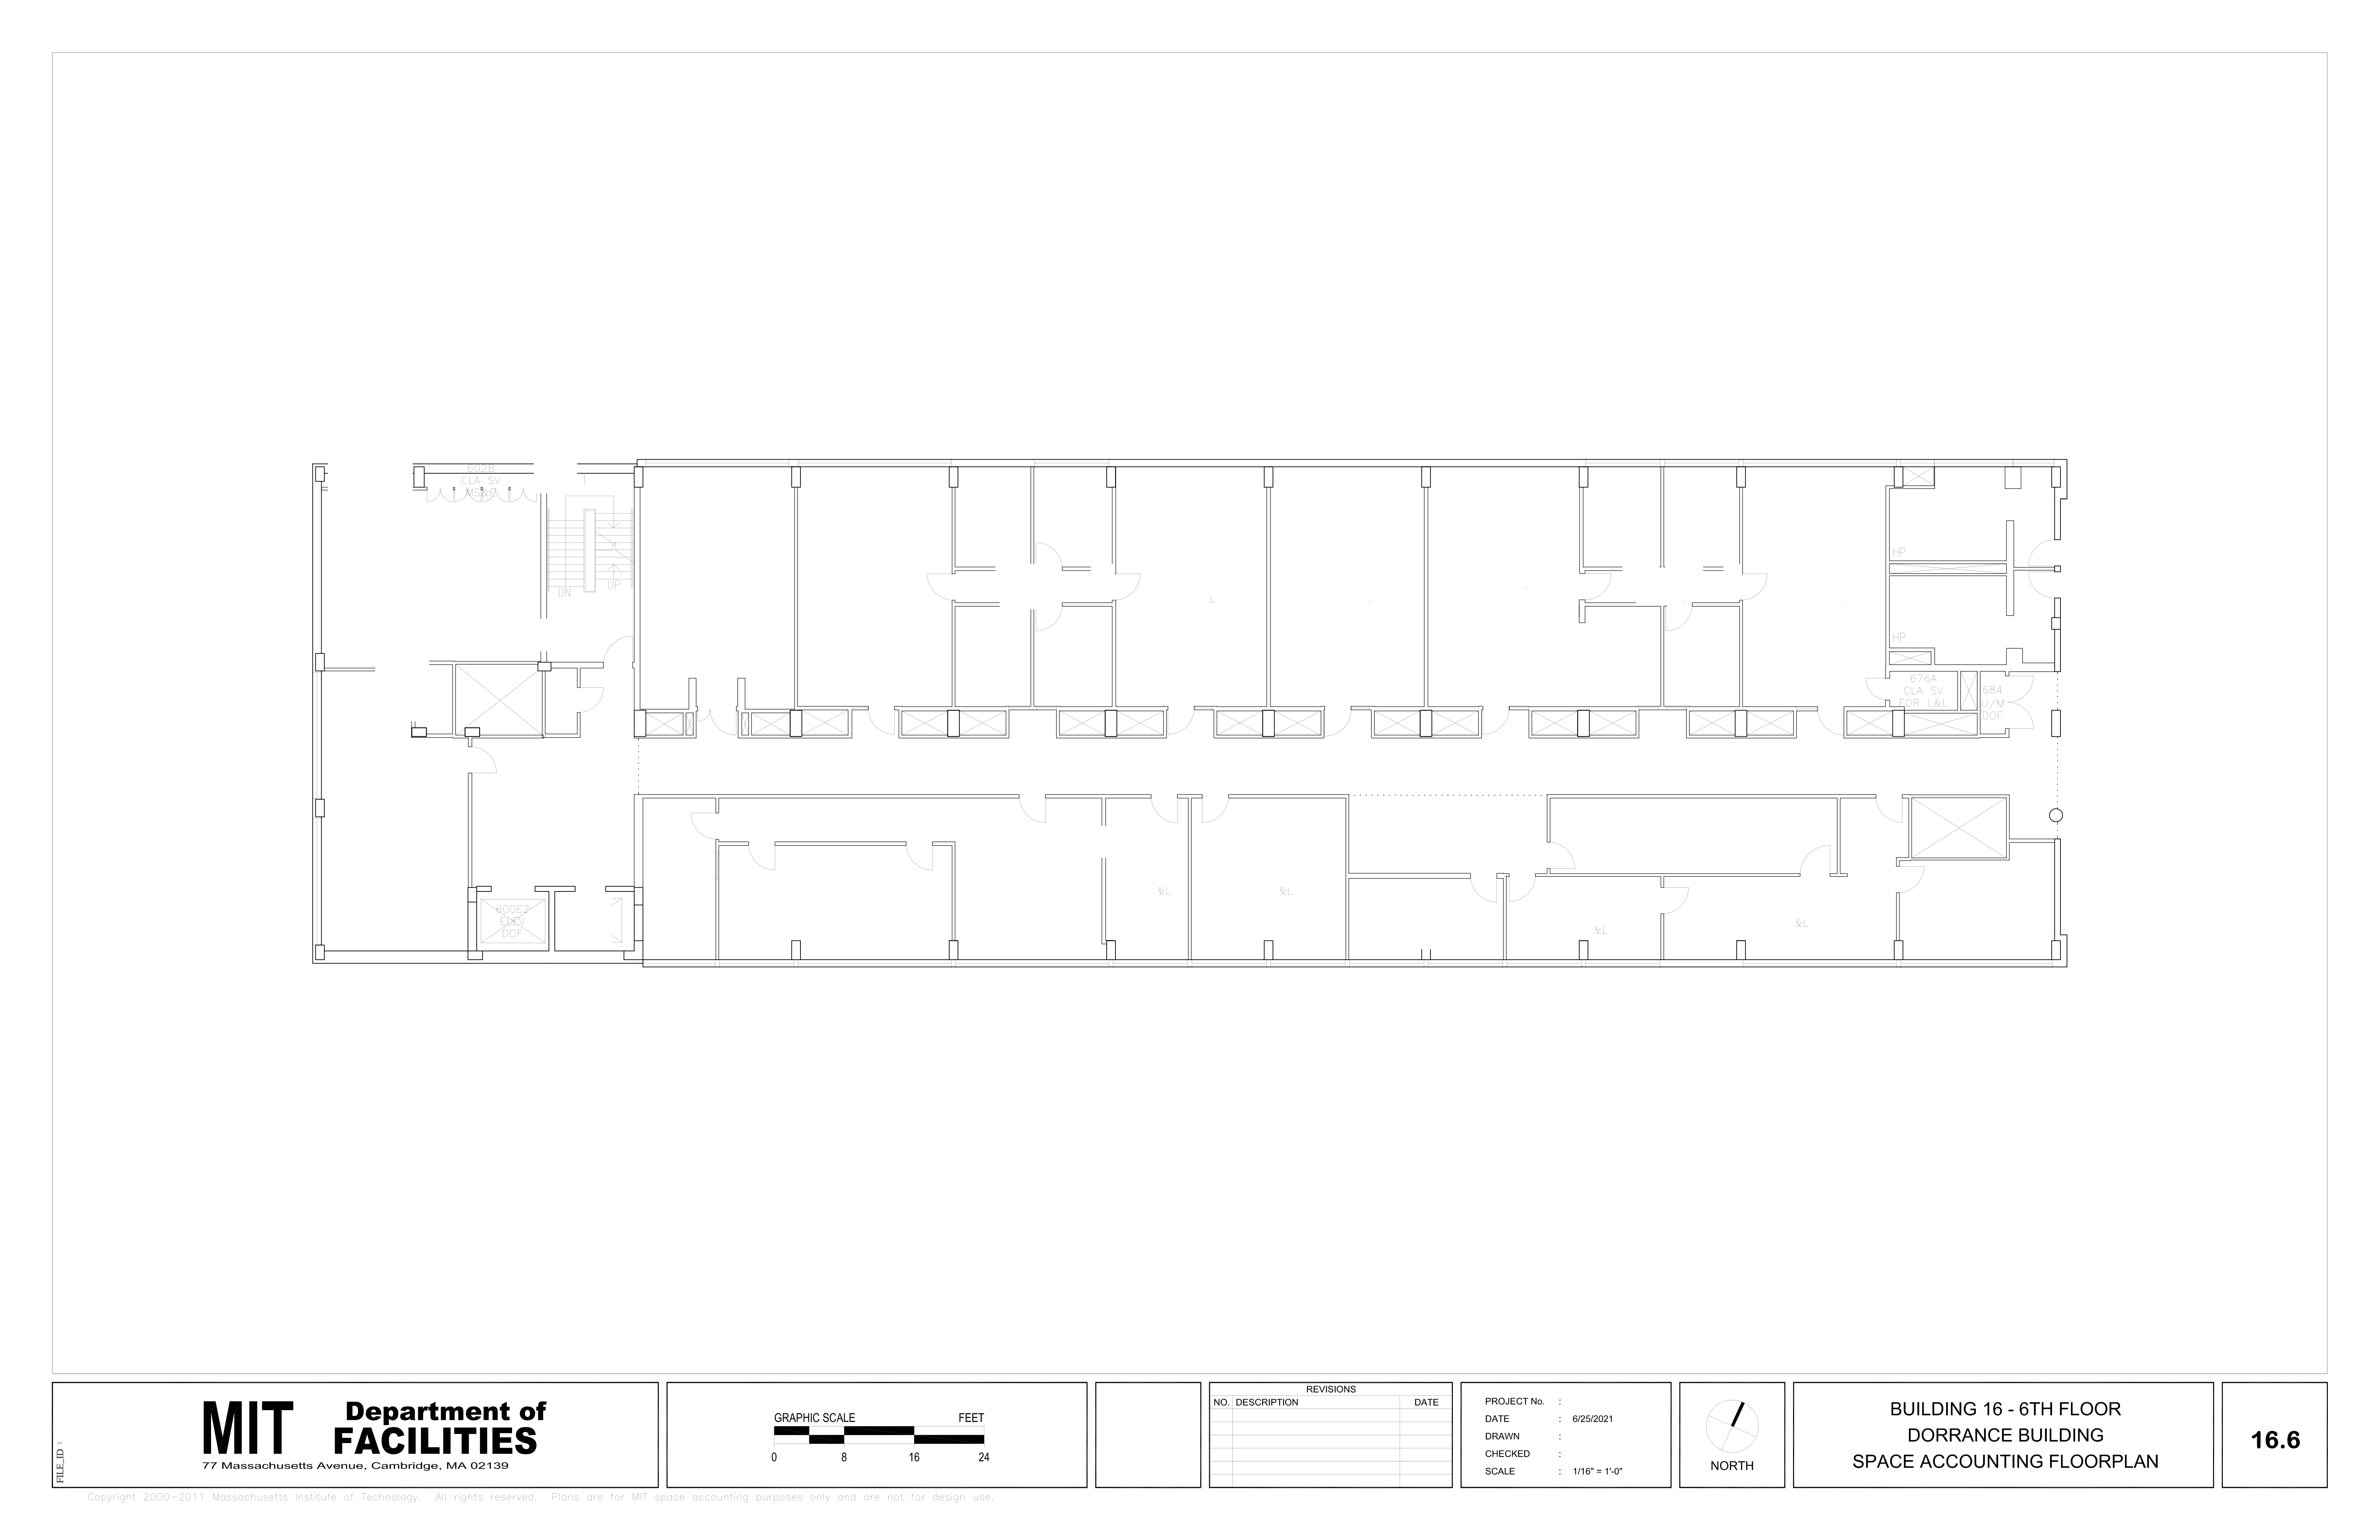 602B
CLA SV
MS&E
1
DN
UP
L
HP
HP
676A
CLA SV
FOR L&L
684
U/M
DOF
&L
&L
&L
&L
600E2
ELEV
DOF
FILE_ID :
MIT Department of
FACILITIES
77 Massachusetts Avenue, Cambridge, MA 02139
GRAPHIC SCALE FEET
0 8 16 24
REVISIONS
NO. DESCRIPTION DATE
PROJECT No. :
DATE : 6/25/2021
DRAWN :
CHECKED :
SCALE : 1/16" = 1'-0"
NORTH
BUILDING 16 - 6TH FLOOR
DORRANCE BUILDING
SPACE ACCOUNTING FLOORPLAN
16.6
Copyright 2000-2011 Massachusetts Institute of Technology. All rights reserved. Plans are for MIT space accounting purposes only and are not for design use.